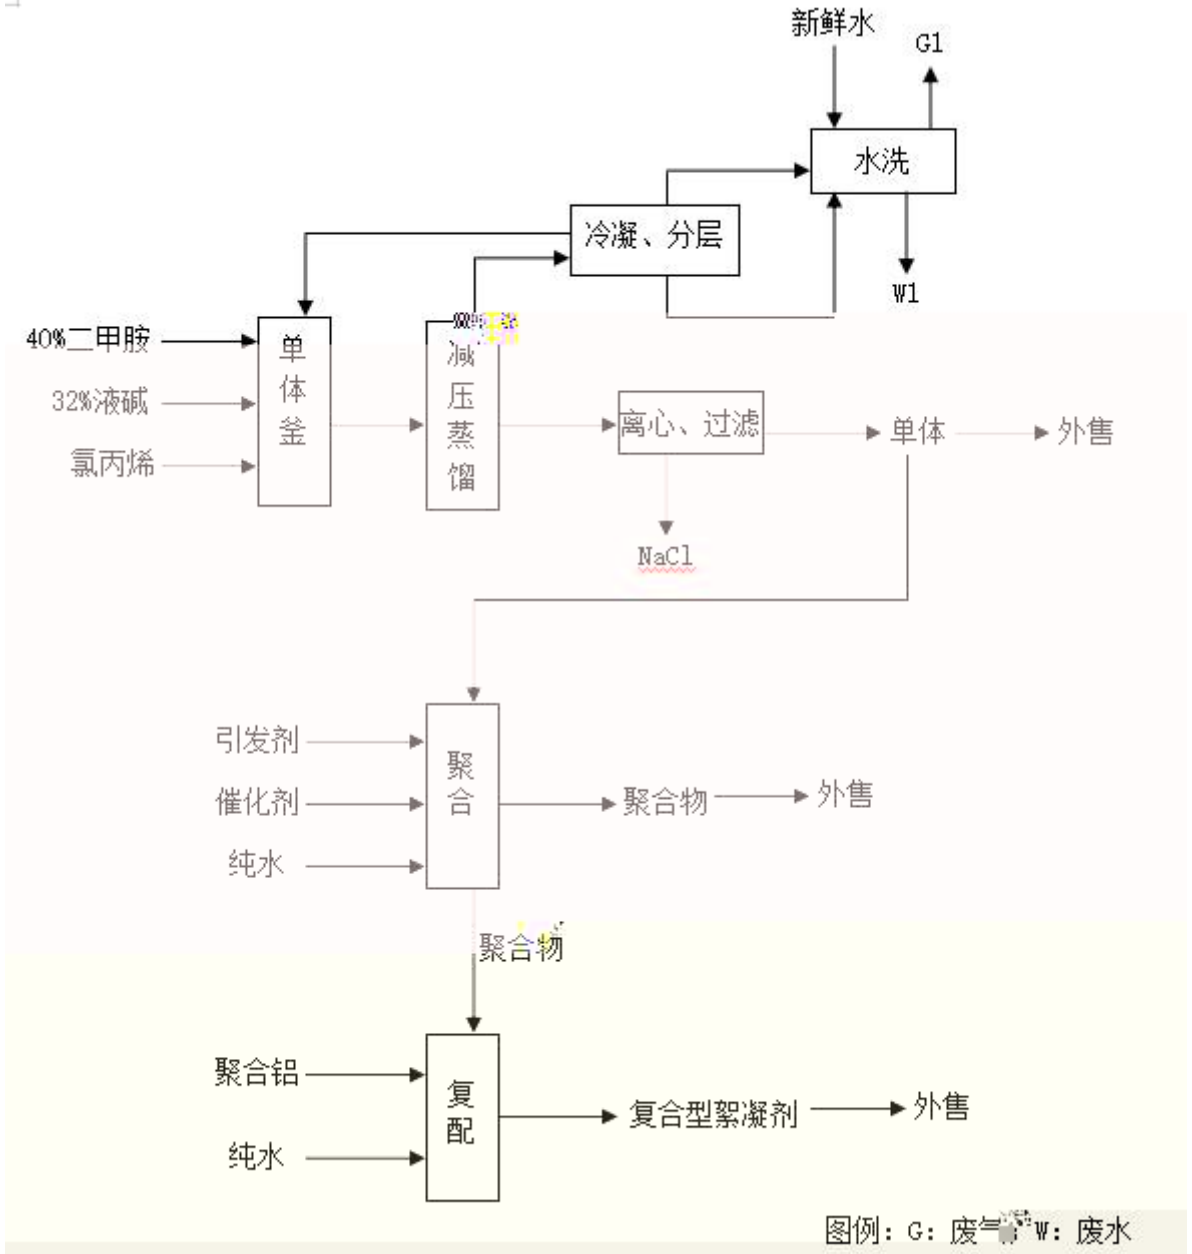 新鲜水
G1
水洗
冷凝、分层
W1
40%二甲胺
32%液碱
氯丙烯
单体釜
减压蒸馏
离心、过滤
单体
外售
NaCl
引发剂
催化剂
纯水
聚合
聚合物
外售
聚合物
聚合铝
纯水
复配
复合型絮凝剂
外售
图例：G：废气 W：废水